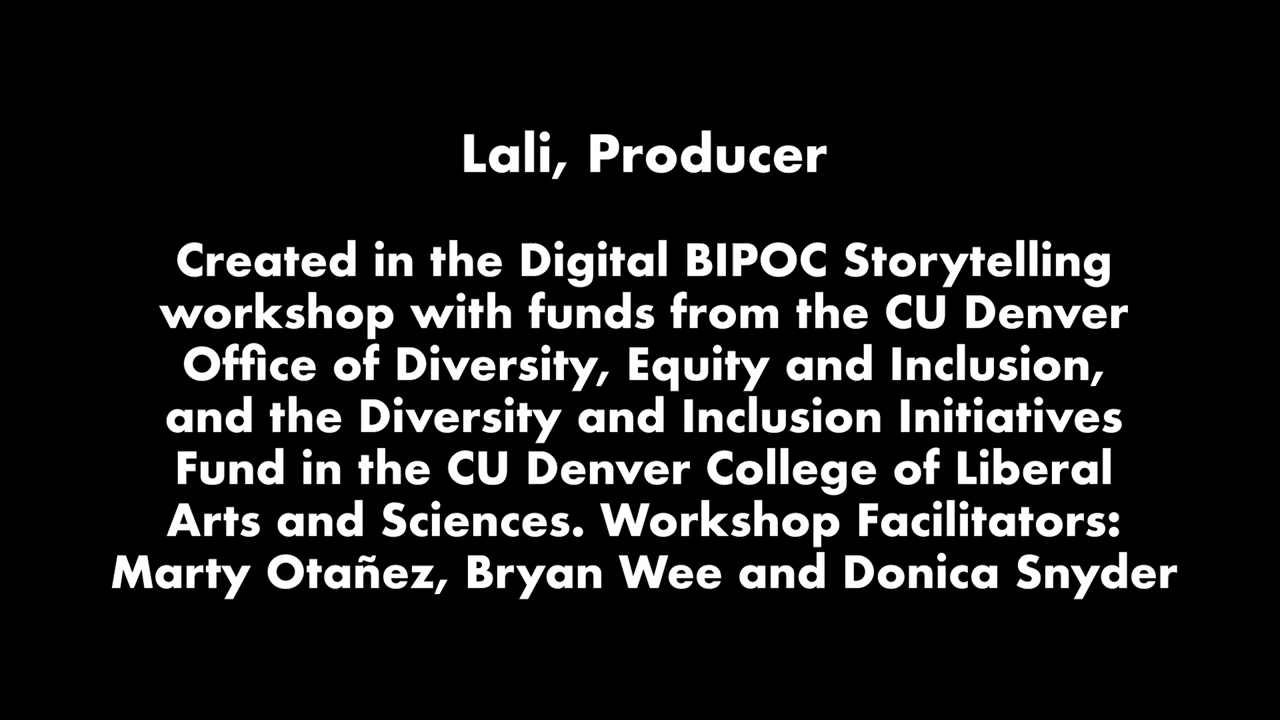 Lali, Producer
Created in the Digital BIPOC Storytelling
workshop with funds from the CU Denver
Office of Diversity, Equity and Inclusion,
and the Diversity and Inclusion Initiatives
Fund in the CU Denver College of Liberal
Arts and Sciences. Workshop Facilitators:
Marty Otañez, Bryan Wee and Donica Snyder